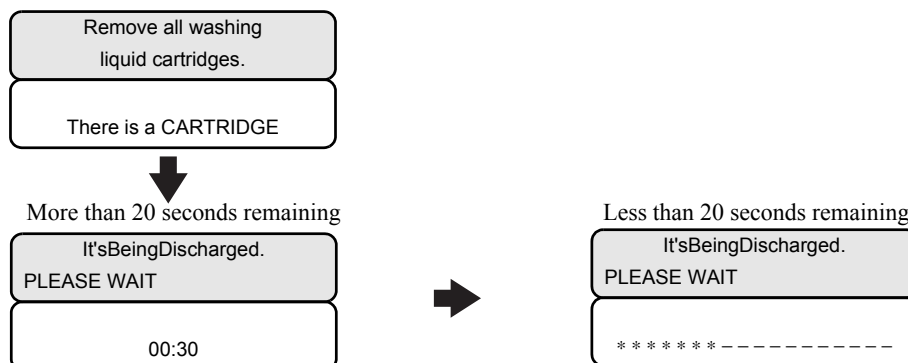 Remove all washing
liquid cartridges.
There is a CARTRIDGE
More than 20 seconds remaining
Less than 20 seconds remaining
It'sBeingDischarged.
PLEASE WAIT
00:30
It'sBeingDischarged.
PLEASE WAIT
*******−−−−−−−−−−−